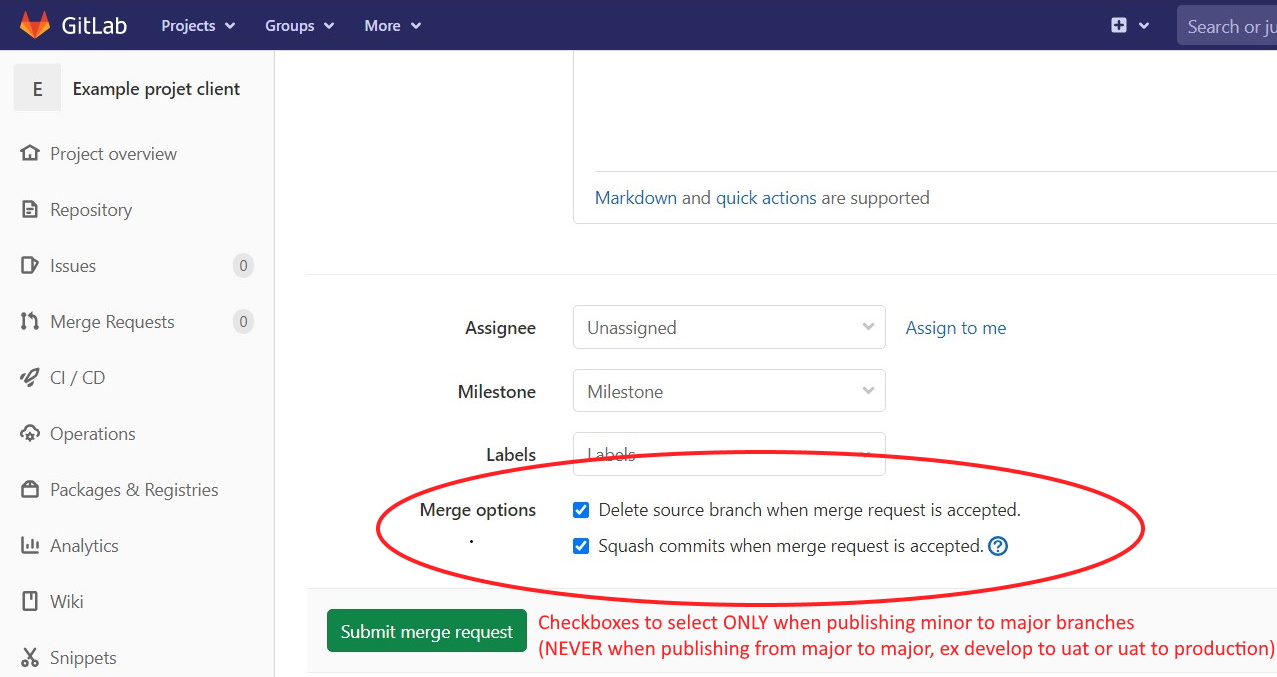 GitLab Projects Groups More Search or ju
E Example projet client
Project overview
Repository
Issues 0
Merge Requests 0
CI / CD
Operations
Packages & Registries
Analytics
Wiki
Snippets
Markdown and quick actions are supported
Assignee Unassigned Assign to me
Milestone Milestone
Labels Labels
Merge options Delete source branch when merge request is accepted.
Squash commits when merge request is accepted. ?
Submit merge request
Checkboxes to select ONLY when publishing minor to major branches
(NEVER when publishing from major to major, ex develop to uat or uat to production)